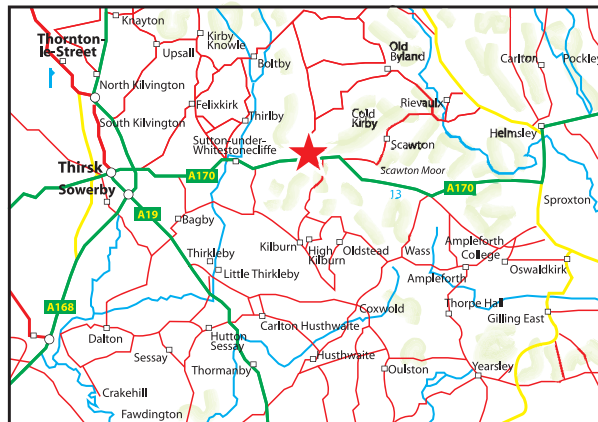 Knayton
Thornton-
le-Street
Upsall
Kirby
Knowle
Boltby
Old
Byland
Carlton
Pockley
North Kilvington
Felixkirk
Thirlby
Cold
Kirby
Rievaulx
South Kilvington
Helmsley
Sutton-under-
Whitestonecliffe
Scawton
Thirsk
Scawton Moor
Sowerby
A170
A170
13
A19
Sproxton
Bagby
Kilburn
High
Kilburn
Oldstead
Wass
Ampleforth
College
Oswaldkirk
Thirkleby
Little Thirkleby
Ampleforth
A168
Coxwold
Thorpe Hall
Gilling East
Carlton Husthwaite
Dalton
Hutton
Sessay
Sessay
Husthwaite
Thormanby
Oulston
Yearsley
Crakehill
Fawdington